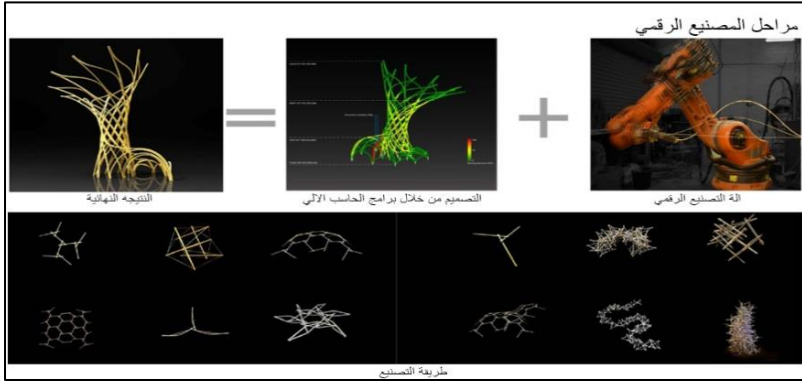 مراحل المصنيع الرقمي
الة التصنيع الرقمي
التصميم من خلال برامج الحاسب الالي
النتيجه النهائية
طريقة التصنيع